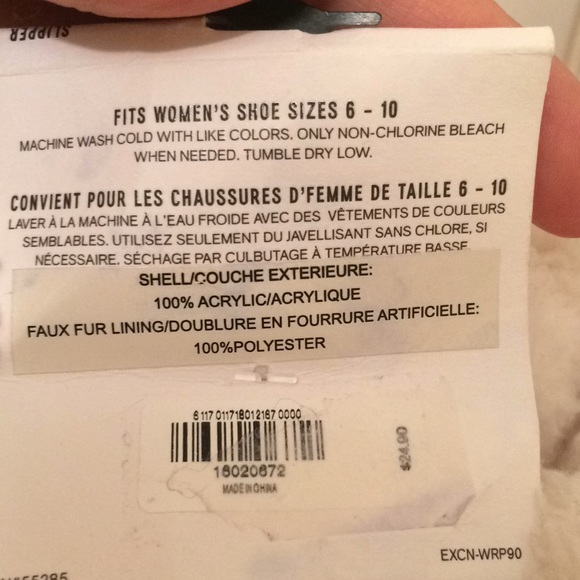 SLIPPER
FITS WOMEN'S SHOE SIZES 6 - 10
MACHINE WASH COLD WITH LIKE COLORS. ONLY NON-CHLORINE BLEACH
WHEN NEEDED. TUMBLE DRY LOW.
CONVIENT POUR LES CHAUSSURES D'FEMME DE TAILLE 6 - 10
LAVER À LA MACHINE À L'EAU FROIDE AVEC DES VÊTEMENTS DE COULEURS
SEMBLABLES. UTILISEZ SEULEMENT DU JAVELLISANT SANS CHLORE, SI
NÉCESSAIRE. SÉCHAGE PAR CULBUTAGE À TEMPÉRATURE BASSE
SHELL/COUCHE EXTERIEURE:
100% ACRYLIC/ACRYLIQUE
FAUX FUR LINING/DOUBLURE EN FOURRURE ARTIFICIELLE:
100%POLYESTER
6 117 011718012167 0000
16020672
MADE IN CHINA
$24.90
EXCN-WRP90